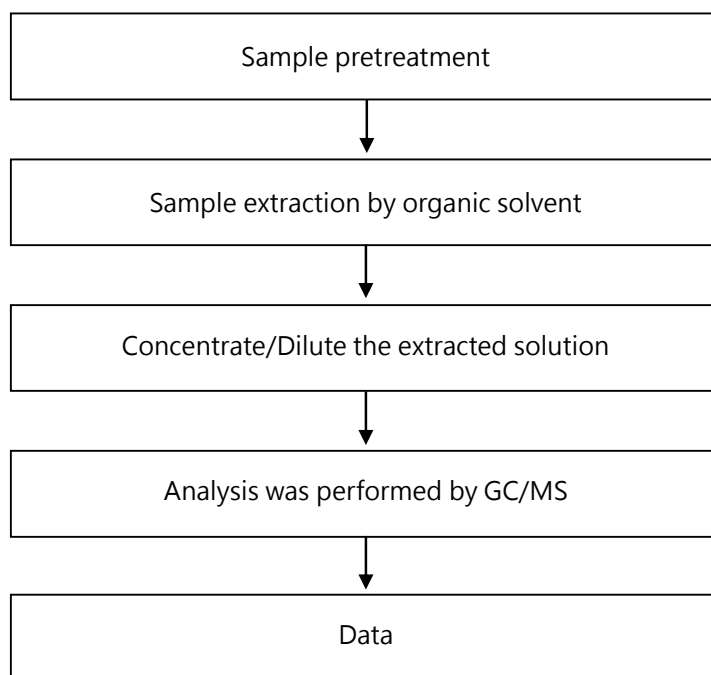 Sample pretreatment
Sample extraction by organic solvent
Concentrate/Dilute the extracted solution
Analysis was performed by GC/MS
Data